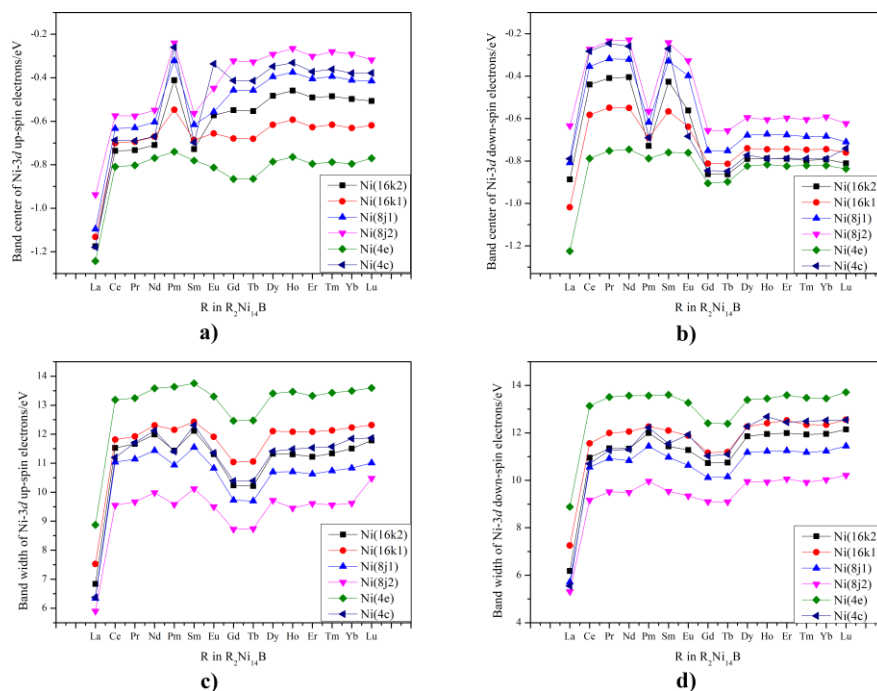 Band center of Ni-3d up-spin electrons/eV
-0.2
-0.4
-0.6
-0.8
-1.0
-1.2
Ni(16k2)
Ni(16k1)
Ni(8j1)
Ni(8j2)
Ni(4e)
Ni(4c)
La Ce Pr Nd Pm Sm Eu Gd Tb Dy Ho Er Tm Yb Lu
R in R2Ni14B
a)
Band center of Ni-3d down-spin electrons/eV
-0.2
-0.4
-0.6
-0.8
-1.0
-1.2
Ni(16k2)
Ni(16k1)
Ni(8j1)
Ni(8j2)
Ni(4e)
Ni(4c)
La Ce Pr Nd Pm Sm Eu Gd Tb Dy Ho Er Tm Yb Lu
R in R2Ni14B
b)
Band width of Ni-3d up-spin electrons/eV
14
13
12
11
10
9
8
7
6
Ni(16k2)
Ni(16k1)
Ni(8j1)
Ni(8j2)
Ni(4e)
Ni(4c)
La Ce Pr Nd Pm Sm Eu Gd Tb Dy Ho Er Tm Yb Lu
R in R2Ni14B
c)
Band width of Ni-3d down-spin electrons/eV
14
12
10
8
6
4
Ni(16k2)
Ni(16k1)
Ni(8j1)
Ni(8j2)
Ni(4e)
Ni(4c)
La Ce Pr Nd Pm Sm Eu Gd Tb Dy Ho Er Tm Yb Lu
R in R2Ni14B
d)